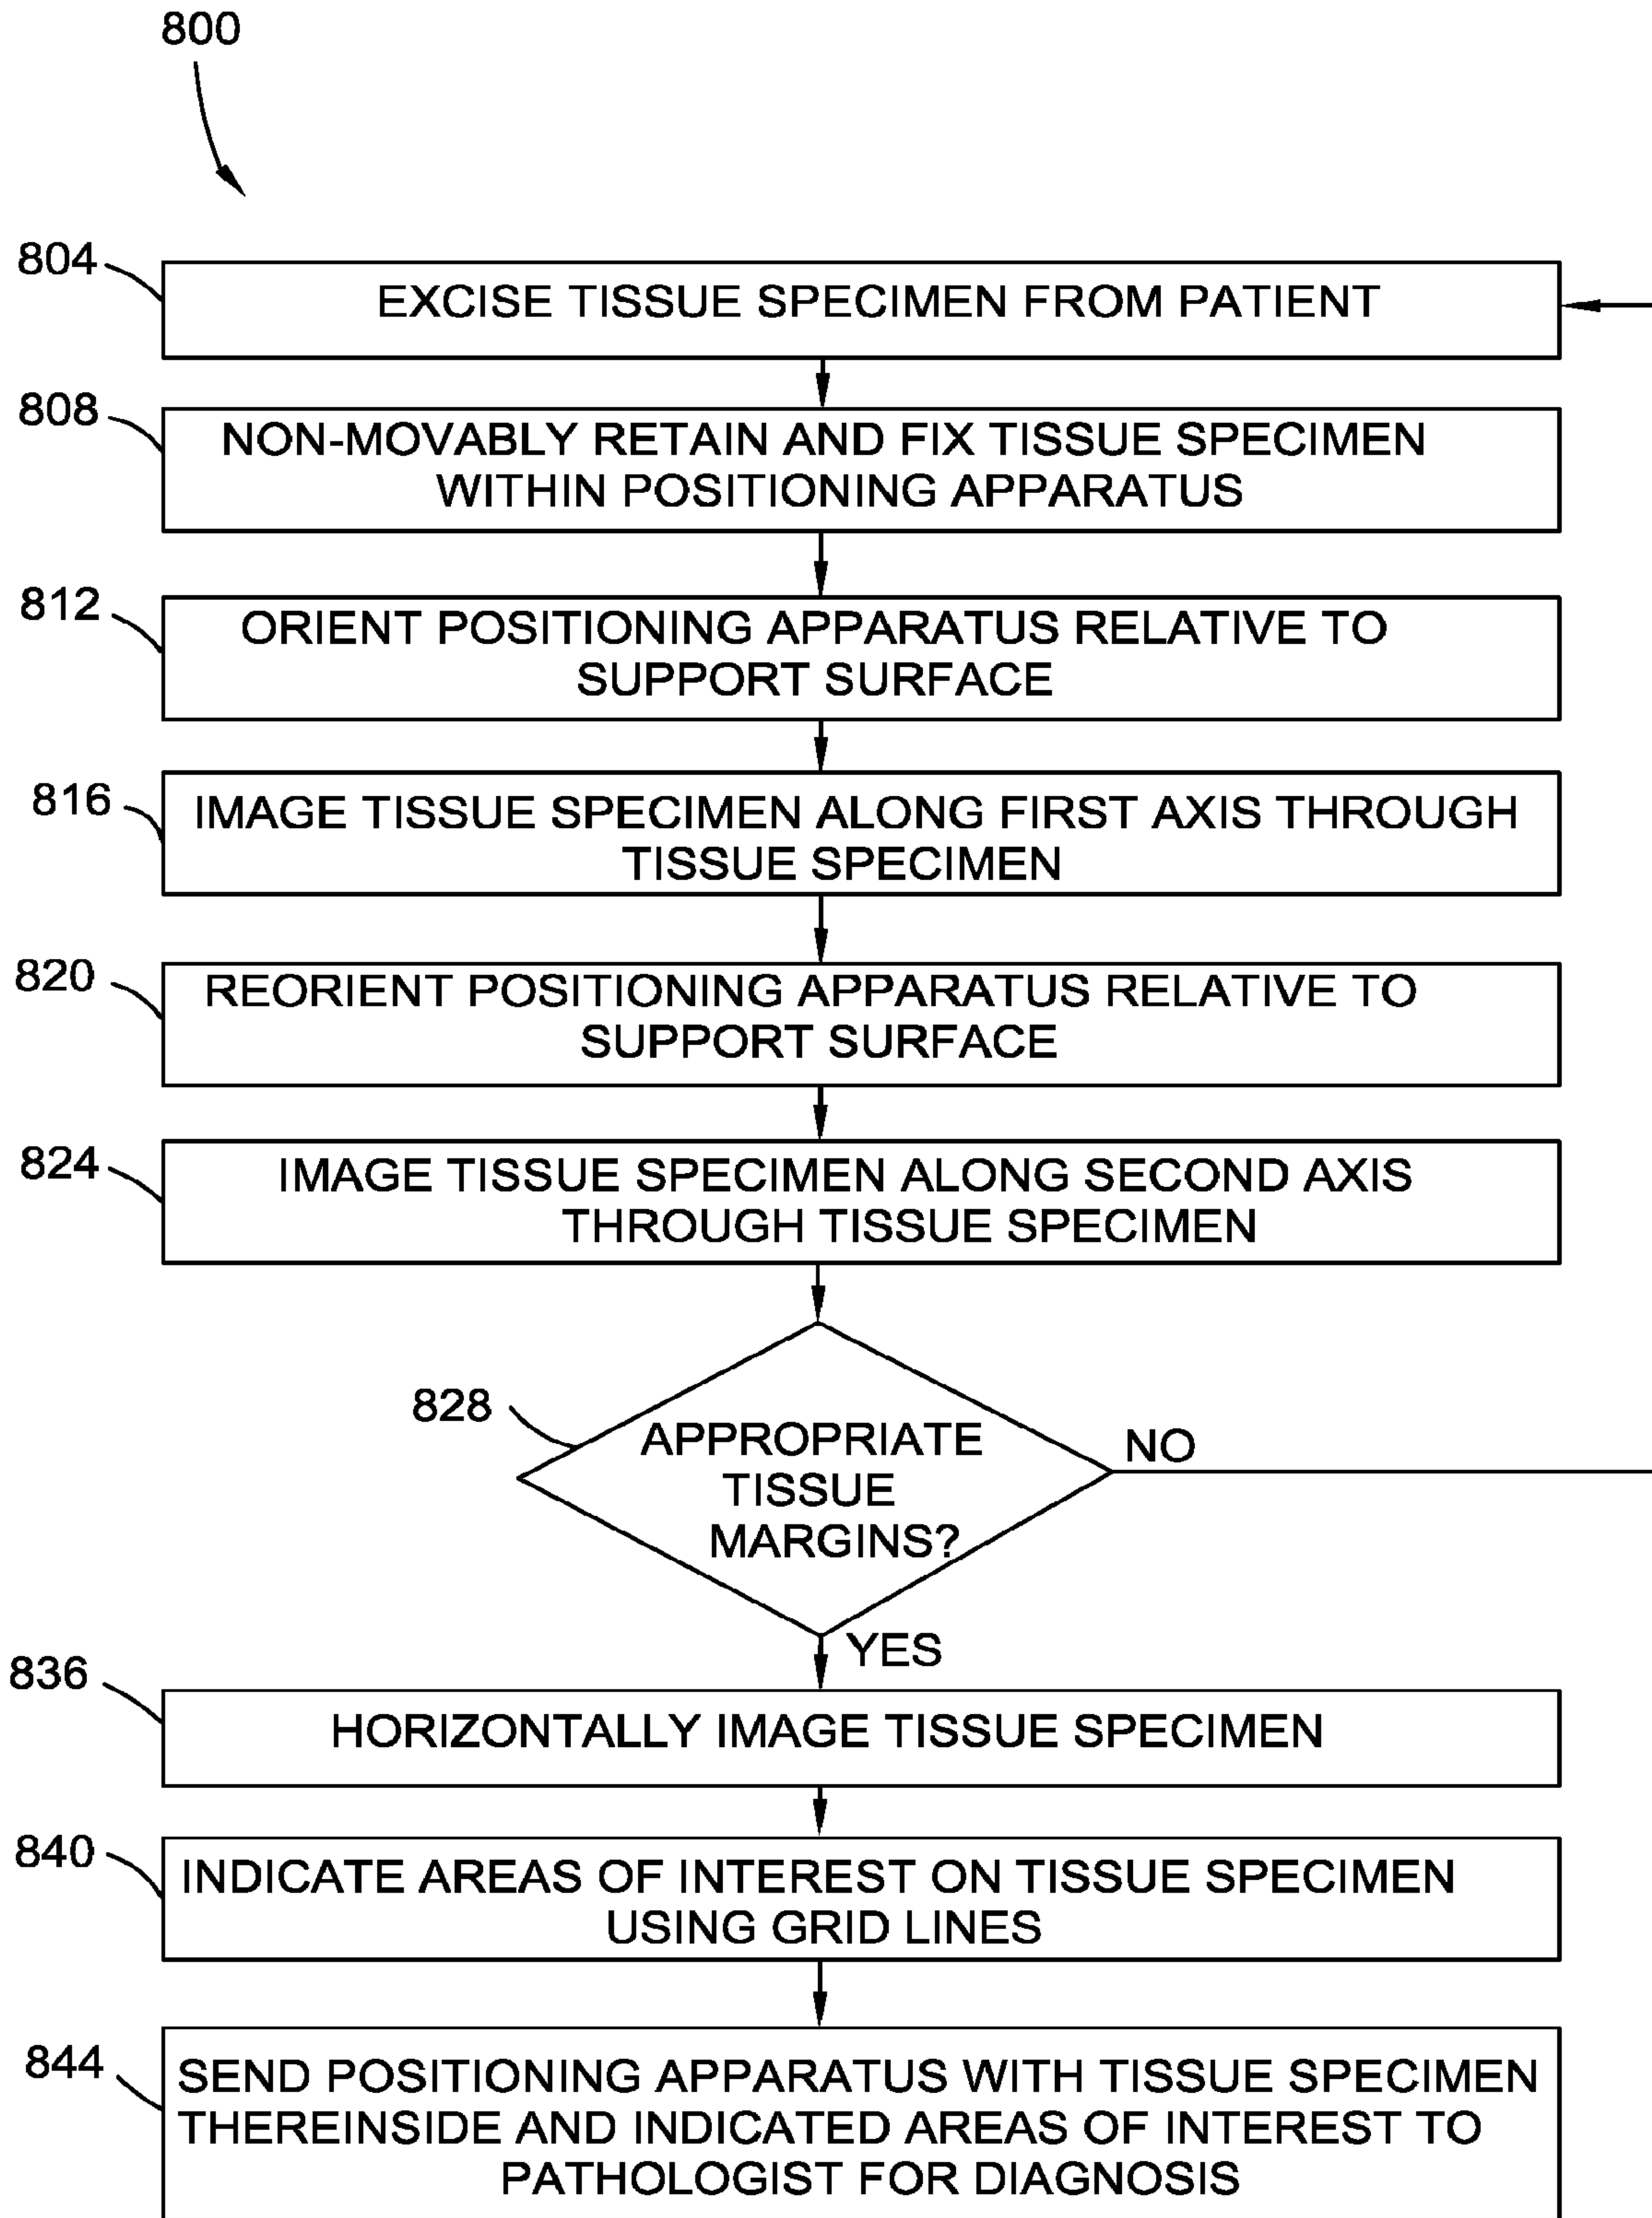 800
804
EXCISE TISSUE SPECIMEN FROM PATIENT
808
NON-MOVABLY RETAIN AND FIX TISSUE SPECIMEN
WITHIN POSITIONING APPARATUS
812
ORIENT POSITIONING APPARATUS RELATIVE TO
SUPPORT SURFACE
816
IMAGE TISSUE SPECIMEN ALONG FIRST AXIS THROUGH
TISSUE SPECIMEN
820
REORIENT POSITIONING APPARATUS RELATIVE TO
SUPPORT SURFACE
824
IMAGE TISSUE SPECIMEN ALONG SECOND AXIS
THROUGH TISSUE SPECIMEN
828
APPROPRIATE
TISSUE
MARGINS?
NO
YES
836
HORIZONTALLY IMAGE TISSUE SPECIMEN
840
INDICATE AREAS OF INTEREST ON TISSUE SPECIMEN
USING GRID LINES
844
SEND POSITIONING APPARATUS WITH TISSUE SPECIMEN
THEREINSIDE AND INDICATED AREAS OF INTEREST TO
PATHOLOGIST FOR DIAGNOSIS